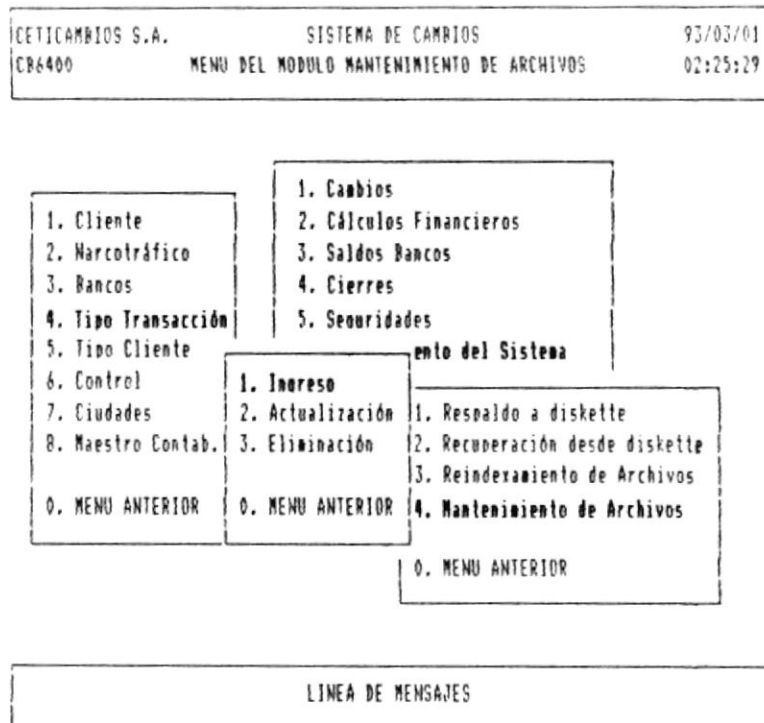 CETICAMBIOS S.A. SISTEMA DE CAMBIOS 93/03/01
CB6400 MENU DEL MODULO MANTENIMIENTO DE ARCHIVOS 02:25:29
1. Cambios
2. Cálculos Financieros
3. Saldos Bancos
4. Cierres
5. Seguridades
ento del Sistema
1. Cliente
2. Narcotráfico
3. Bancos
4. Tipo Transacción
5. Tipo Cliente
6. Control
7. Ciudades
8. Maestro Contab.
0. MENU ANTERIOR
1. Ingreso
2. Actualización
3. Eliminación
0. MENU ANTERIOR
1. Respaldo a diskette
2. Recuperación desde diskette
3. Reindexamiento de Archivos
4. Mantenimiento de Archivos
0. MENU ANTERIOR
LINEA DE MENSAJES